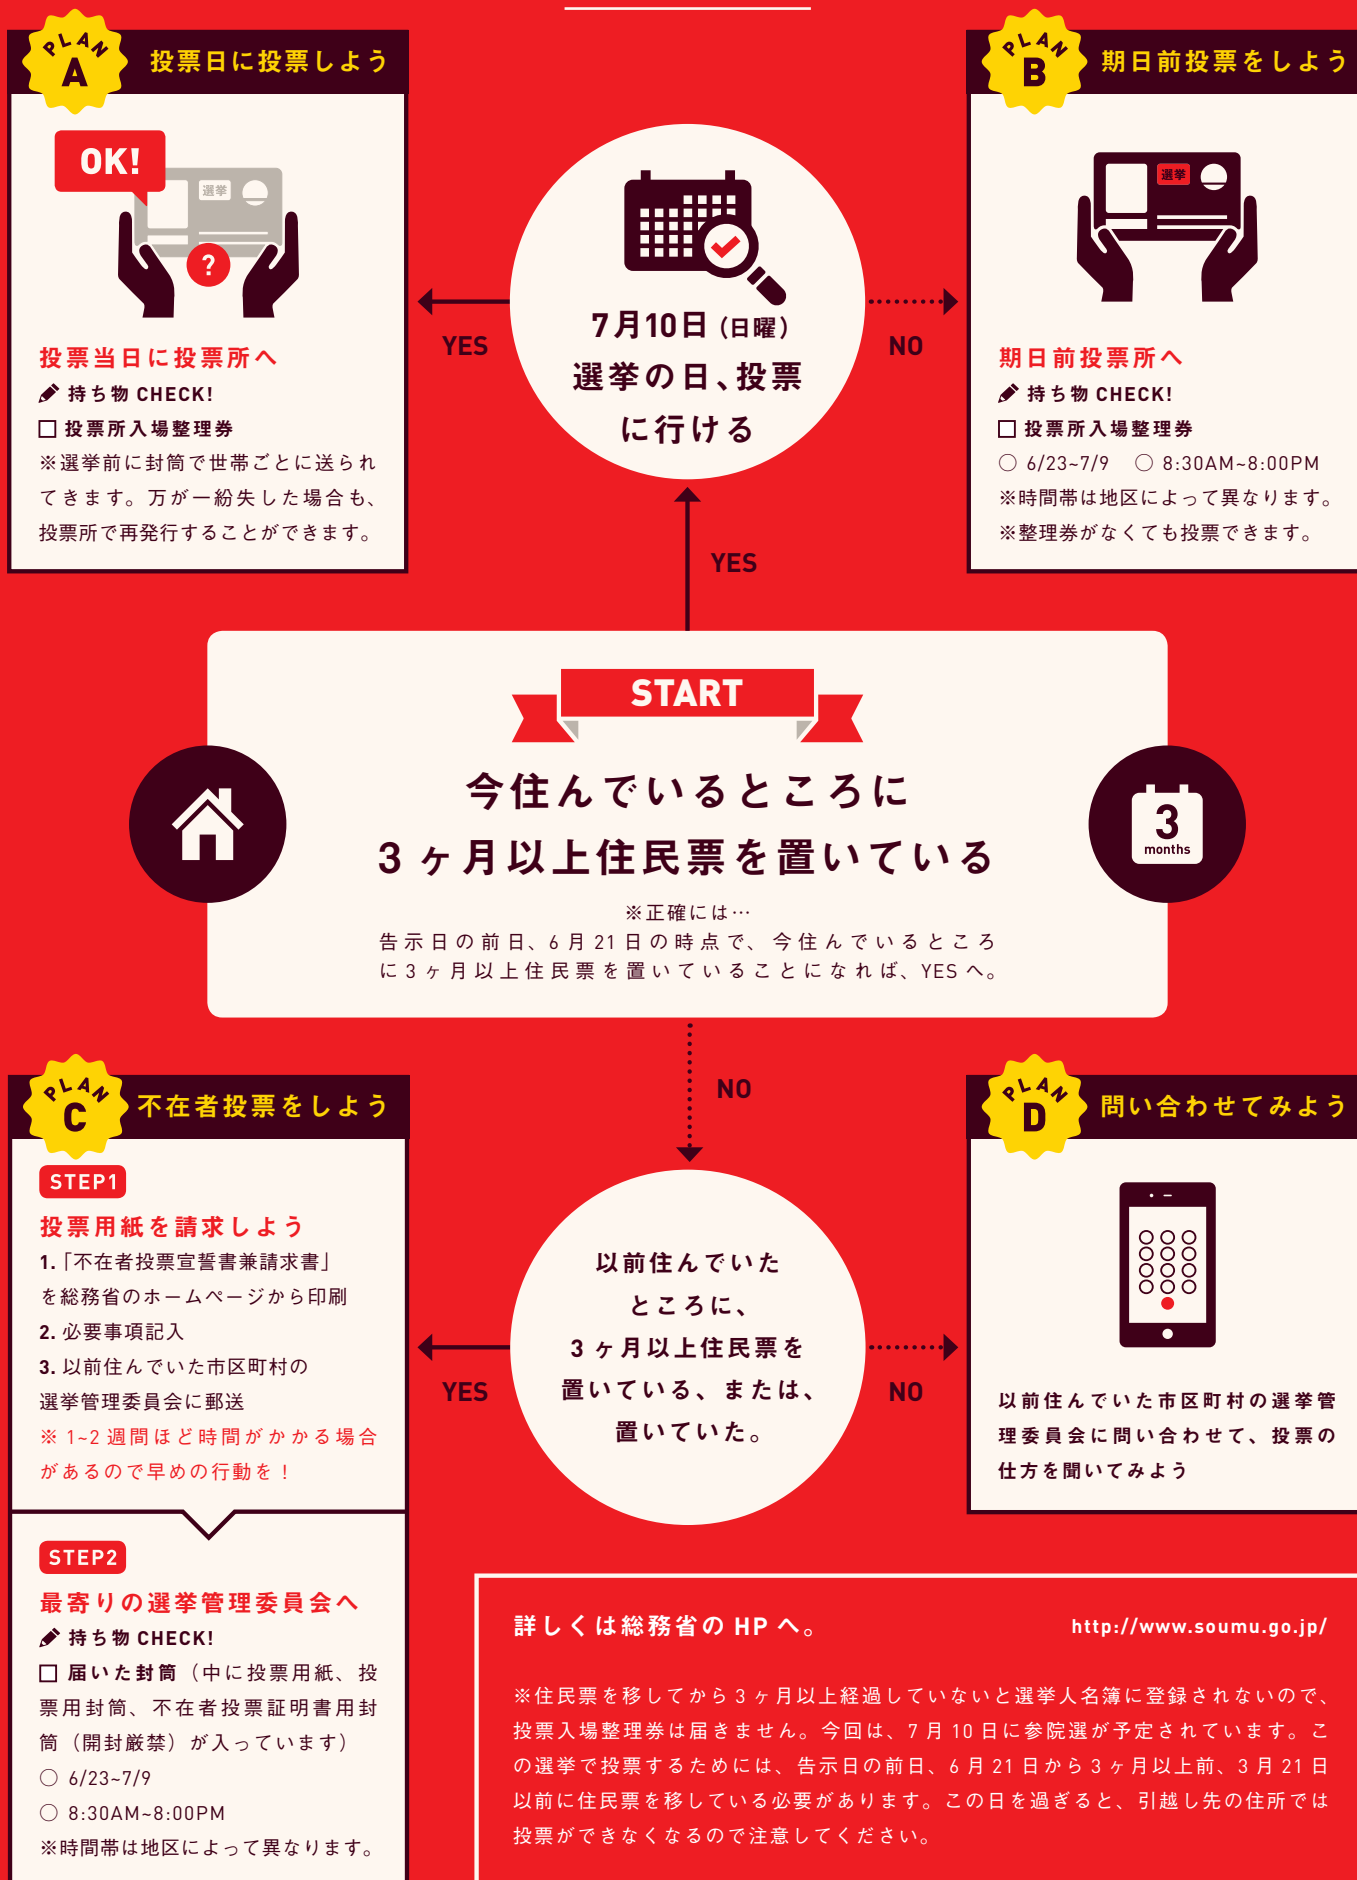 PLAN A
投票日に投票しよう
OK!
選挙
?
投票当日に投票所へ
持ち物 CHECK!
□ 投票所入場整理券
※選挙前に封筒で世帯ごとに送られ
てきます。万が一紛失した場合も、
投票所で再発行することができます。
7月10日（日曜）
選挙の日、投票
に行ける
YES
NO
PLAN B
期日前投票をしよう
選挙
期日前投票所へ
持ち物 CHECK!
□ 投票所入場整理券
○ 6/23~7/9 ○ 8:30AM~8:00PM
※時間帯は地区によって異なります。
※整理券がなくても投票できます。
YES
START
今住んでいるところに
3ヶ月以上住民票を置いている
※正確には…
告示日の前日、6月21日の時点で、今住んでいるところ
に3ヶ月以上住民票を置いていることになれば、YESへ。
3
months
NO
PLAN C
不在者投票をしよう
STEP1
投票用紙を請求しよう
1.「不在者投票宣誓書兼請求書」
を総務省のホームページから印刷
2. 必要事項記入
3. 以前住んでいた市区町村の
選挙管理委員会に郵送
※ 1~2週間ほど時間がかかる場合
があるので早めの行動を！
STEP2
最寄りの選挙管理委員会へ
持ち物 CHECK!
□ 届いた封筒（中に投票用紙、投
票用封筒、不在者投票証明書用封
筒（開封厳禁）が入っています）
○ 6/23~7/9
○ 8:30AM~8:00PM
※時間帯は地区によって異なります。
以前住んでいた
ところに、
3ヶ月以上住民票を
置いている、または、
置いていた。
YES
NO
PLAN D
問い合わせてみよう
以前住んでいた市区町村の選挙管
理委員会に問い合わせて、投票の
仕方を聞いてみよう
詳しくは総務省の HP へ。 http://www.soumu.go.jp/
※住民票を移してから3ヶ月以上経過していないと選挙人名簿に登録されないので、
投票入場整理券は届きません。今回は、7月10日に参院選が予定されています。こ
の選挙で投票するためには、告示日の前日、6月21日から3ヶ月以上前、3月21日
以前に住民票を移している必要があります。この日を過ぎると、引越し先の住所では
投票ができなくなるので注意してください。